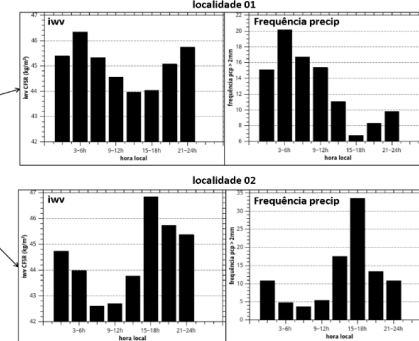 localidade 01
iwv
47
46
45
44
43
42
iwv CFSR (kg/m²)
3-6h 9-12h 15-18h 21-24h
hora local
Frequência precip
22
20
18
16
14
12
10
8
6
frequência pcp > 2mm
3-6h 9-12h 15-18h 21-24h
hora local
localidade 02
iwv
47
46
45
44
43
42
iwv CFSR (kg/m²)
3-6h 9-12h 15-18h 21-24h
hora local
Frequência precip
35
30
25
20
15
10
5
0
frequência pcp > 2mm
3-6h 9-12h 15-18h 21-24h
hora local